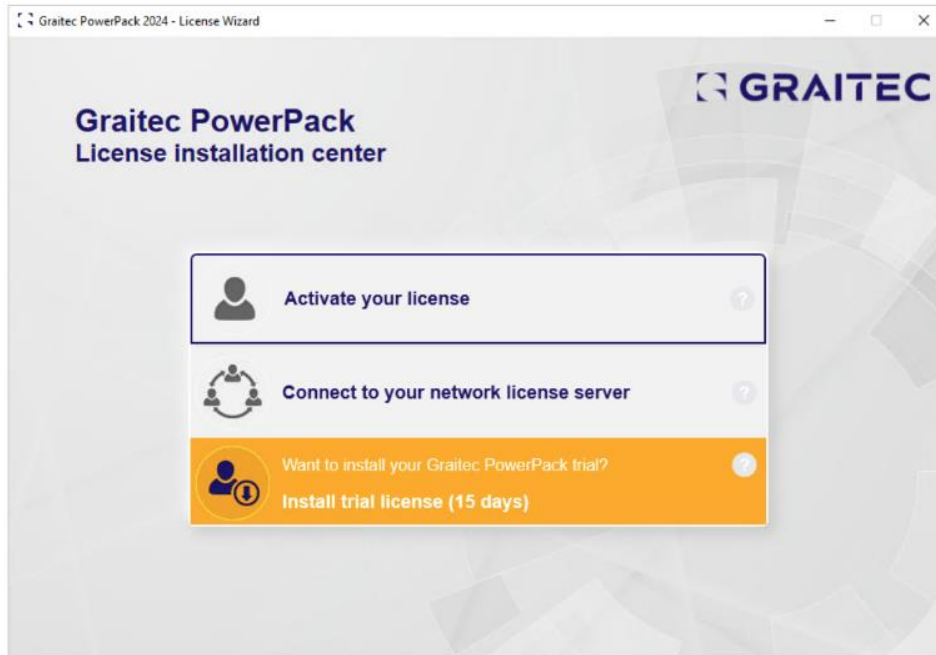 Graitec PowerPack 2024 - License Wizard
GRAITEC
Graitec PowerPack
License installation center
Activate your license
?
Connect to your network license server
?
Want to install your Graitec PowerPack trial?
?
Install trial license (15 days)